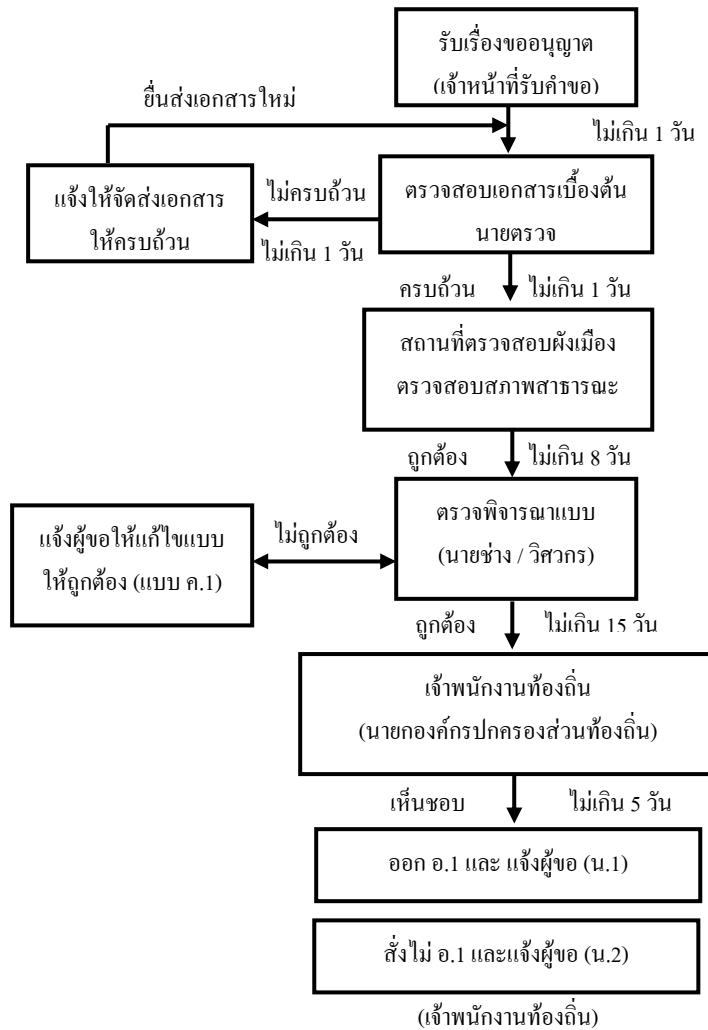 รับเรื่องขออนุญาต
(เจ้าหน้าที่รับคำขอ)
ยื่นส่งเอกสารใหม่
ไม่เกิน 1 วัน
แจ้งให้จัดส่งเอกสาร
ให้ครบถ้วน
ไม่ครบถ้วน
ไม่เกิน 1 วัน
ตรวจสอบเอกสารเบื้องต้น
นายตรวจ
ครบถ้วน
ไม่เกิน 1 วัน
สถานที่ตรวจสอบผังเมือง
ตรวจสอบสภาพสาธารณะ
ถูกต้อง
ไม่เกิน 8 วัน
แจ้งผู้ขอให้แก้ไขแบบ
ให้ถูกต้อง (แบบ ค.1)
ไม่ถูกต้อง
ตรวจพิจารณาแบบ
(นายช่าง / วิศวกร)
ถูกต้อง
ไม่เกิน 15 วัน
เจ้าพนักงานท้องถิ่น
(นายกองค์กรปกครองส่วนท้องถิ่น)
เห็นชอบ
ไม่เกิน 5 วัน
ออก อ.1 และ แจ้งผู้ขอ (น.1)
สั่งไม่ อ.1 และแจ้งผู้ขอ (น.2)
(เจ้าพนักงานท้องถิ่น)